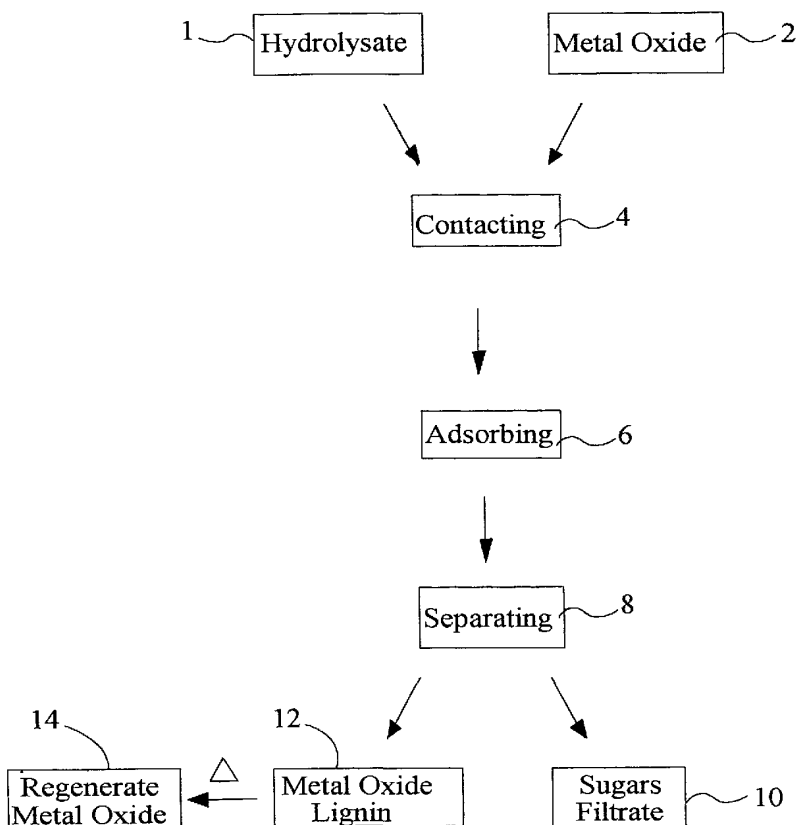 1 Hydrolysate
Metal Oxide 2
Contacting 4
Adsorbing 6
Separating 8
14
12
Δ
Regenerate
Metal Oxide
Metal Oxide
Lignin
Sugars
Filtrate
10